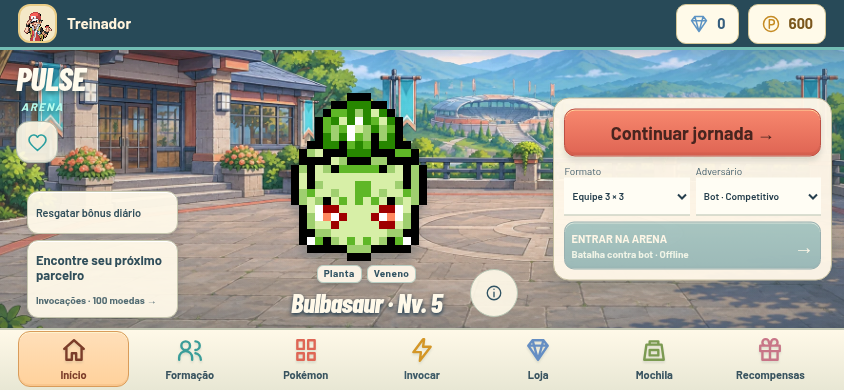 Treinador
0
600
PULSE
ARENA
Resgatar bônus diário
Encontre seu próximo
parceiro
Invocações · 100 moedas →
Planta
Veneno
Bulbasaur · Nv. 5
Continuar jornada →
Formato
Adversário
Equipe 3 × 3
Bot · Competitivo
ENTRAR NA ARENA
Batalha contra bot · Offline
→
Início
Formação
Pokémon
Invocar
Loja
Mochila
Recompensas